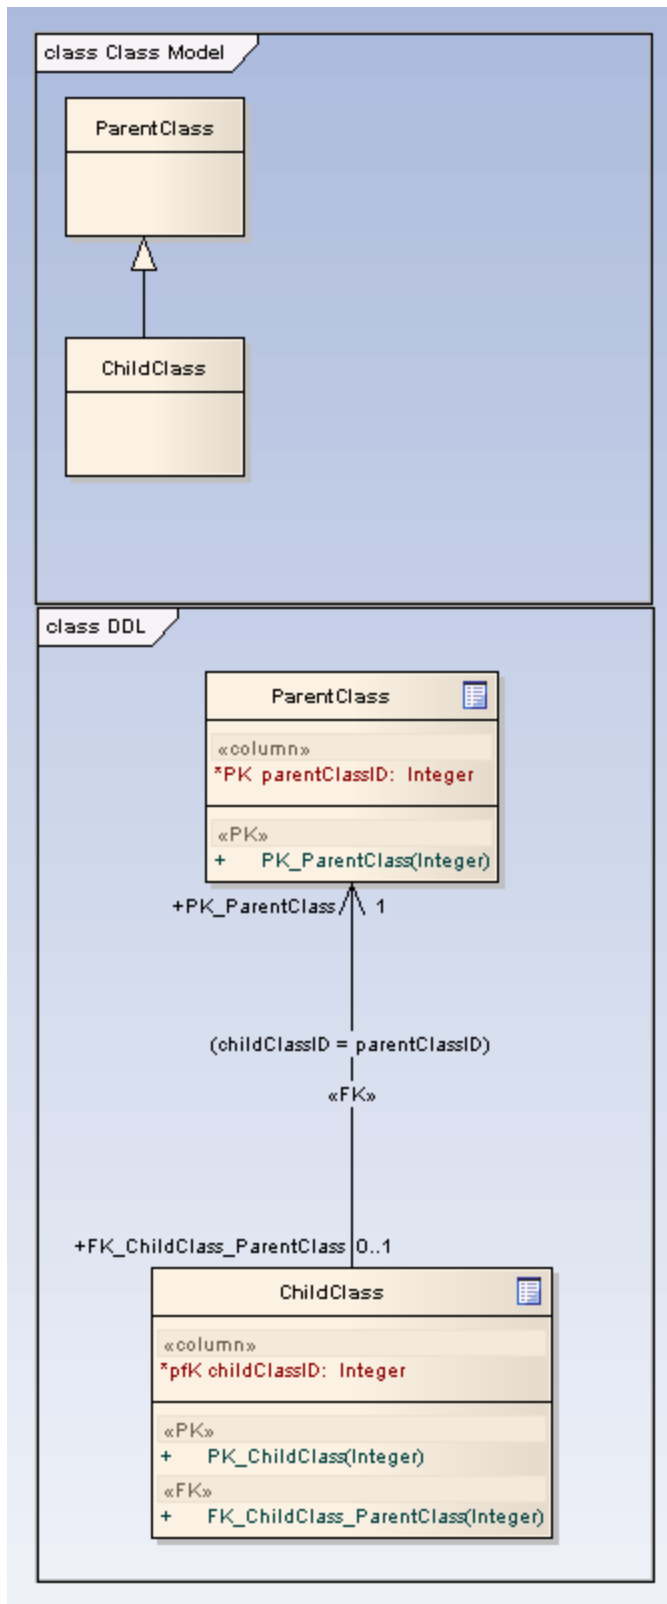 class Class Model
ParentClass
ChildClass
class DDL
ParentClass
«column»
*PK parentClassID: Integer
«PK»
+ PK_ParentClass(Integer)
+PK_ParentClass 1
(childClassID = parentClassID)
«FK»
+FK_ChildClass_ParentClass 0..1
ChildClass
«column»
*pfK childClassID: Integer
«PK»
+ PK_ChildClass(Integer)
«FK»
+ FK_ChildClass_ParentClass(Integer)